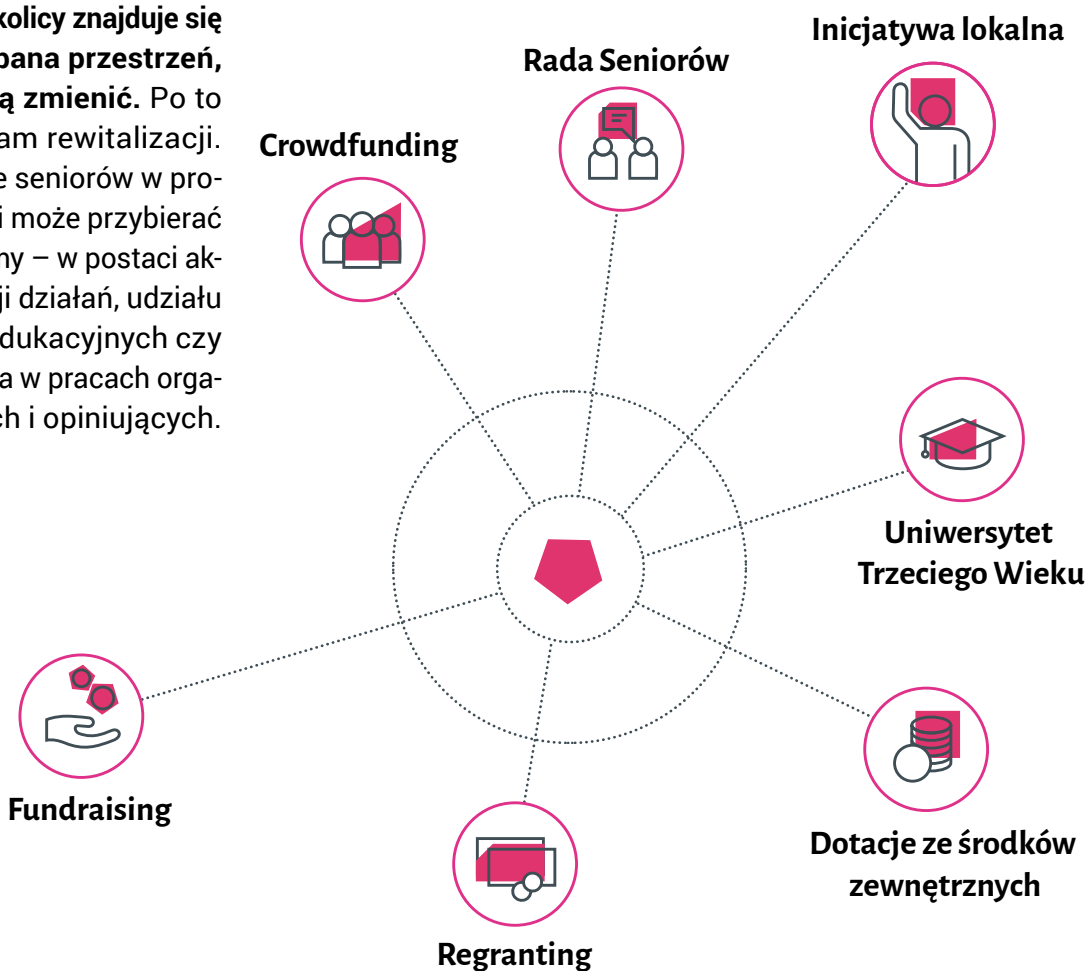 kolicy znajduje się
pana przestrzeń,
ą zmienić. Po to
am rewitalizacji.
e seniorów w pro-
i może przybierać
ny – w postaci ak-
ji działań, udziału
dukacyjnych czy
a w pracach orga-
ch i opiniujących.
Inicjatywa lokalna
Rada Seniorów
Crowdfunding
Uniwersytet
Trzeciego Wieku
Fundraising
Dotacje ze środków
zewnętrznych
Regranting